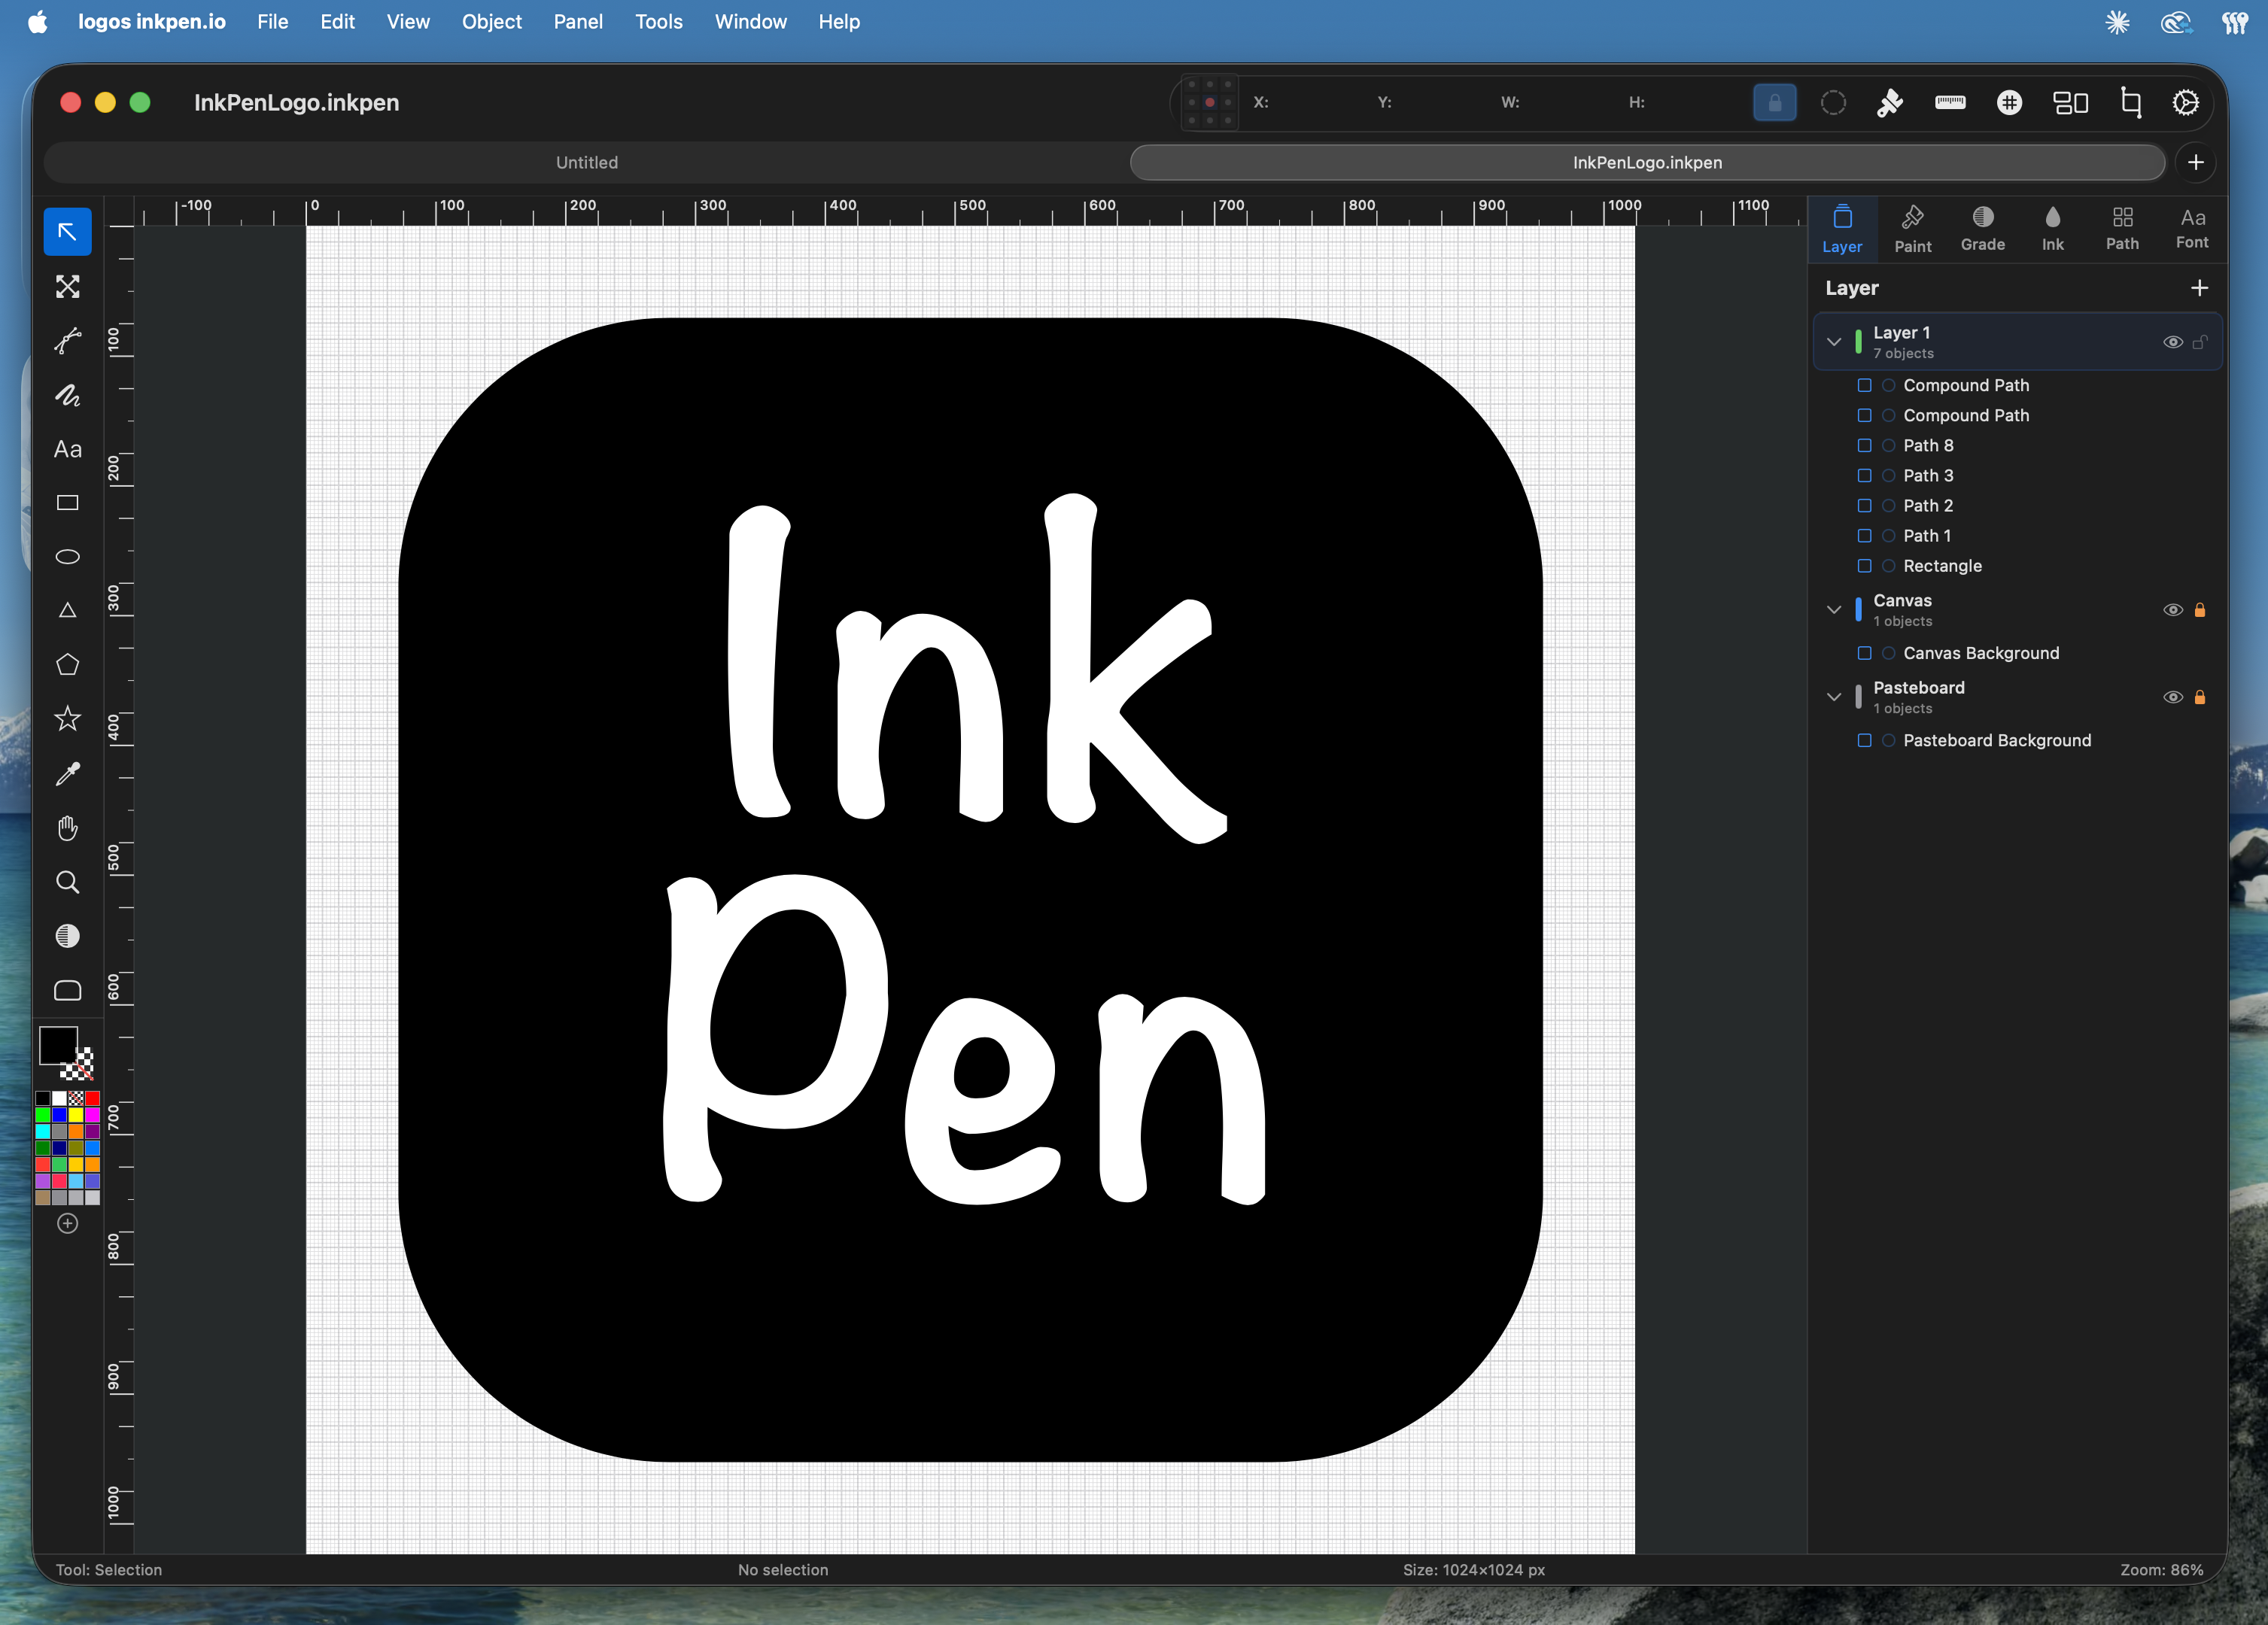 logos inkpen.io File Edit View Object Panel Tools Window Help
InkPenLogo.inkpen
X: Y: W: H:
Untitled
InkPenLogo.inkpen
-100 0 100 200 300 400 500 600 700 800 900 1000 1100
Layer Paint Grade Ink Path Aa Font
Layer
Layer 1
7 objects
Compound Path
Compound Path
Path 8
Path 3
Path 2
Path 1
Rectangle
Canvas
1 objects
Canvas Background
Pasteboard
1 objects
Pasteboard Background
Aa
100
200
300
400
500
600
700
800
900
1000
Ink
Pen
Tool: Selection
No selection
Size: 1024×1024 px
Zoom: 86%